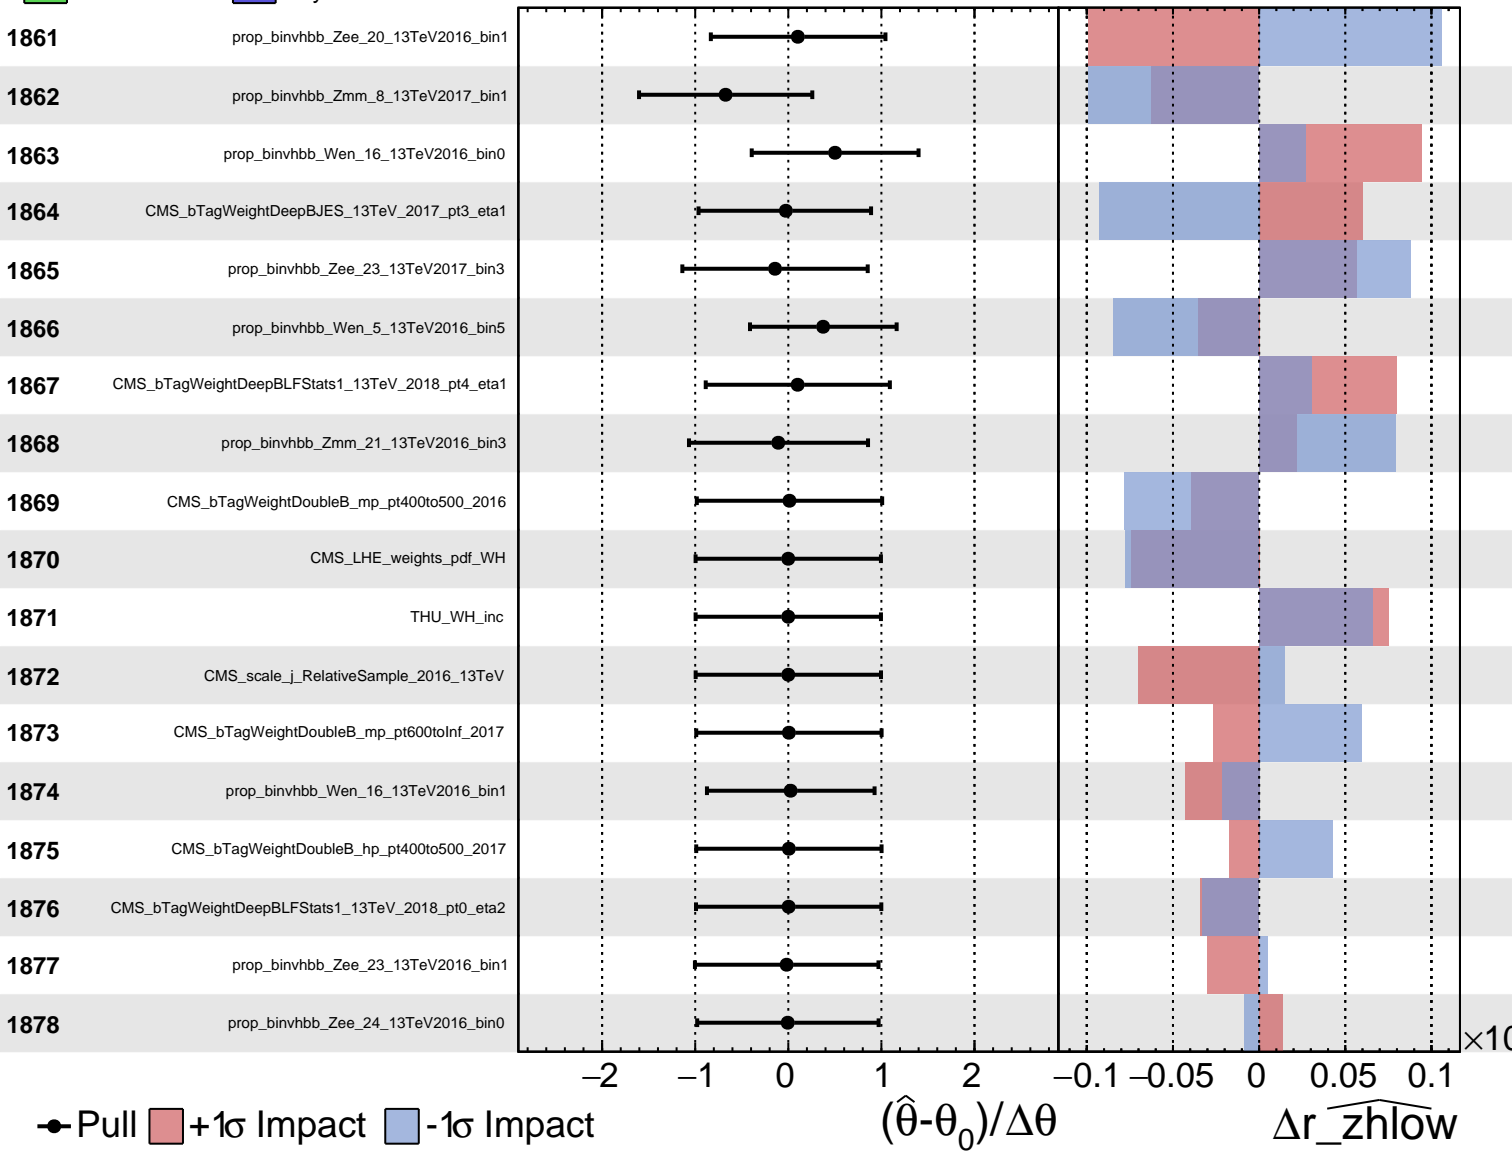 1861 prop_binvhbb_Zee_20_13TeV2016_bin1
1862 prop_binvhbb_Zmm_8_13TeV2017_bin1
1863 prop_binvhbb_Wen_16_13TeV2016_bin0
1864 CMS_bTagWeightDeepBJES_13TeV_2017_pt3_eta1
1865 prop_binvhbb_Zee_23_13TeV2017_bin3
1866 prop_binvhbb_Wen_5_13TeV2016_bin5
1867 CMS_bTagWeightDeepBLFStats1_13TeV_2018_pt4_eta1
1868 prop_binvhbb_Zmm_21_13TeV2016_bin3
1869 CMS_bTagWeightDoubleB_mp_pt400to500_2016
1870 CMS_LHE_weights_pdf_WH
1871 THU_WH_inc
1872 CMS_scale_j_RelativeSample_2016_13TeV
1873 CMS_bTagWeightDoubleB_mp_pt600toInf_2017
1874 prop_binvhbb_Wen_16_13TeV2016_bin1
1875 CMS_bTagWeightDoubleB_hp_pt400to500_2017
1876 CMS_bTagWeightDeepBLFStats1_13TeV_2018_pt0_eta2
1877 prop_binvhbb_Zee_23_13TeV2016_bin1
1878 prop_binvhbb_Zee_24_13TeV2016_bin0
×10
−2 −1 0 1 2 −0.1 −0.05 0 0.05 0.1
Pull +1σ Impact -1σ Impact (θ̂-θ₀)/Δθ Δr_zhlow